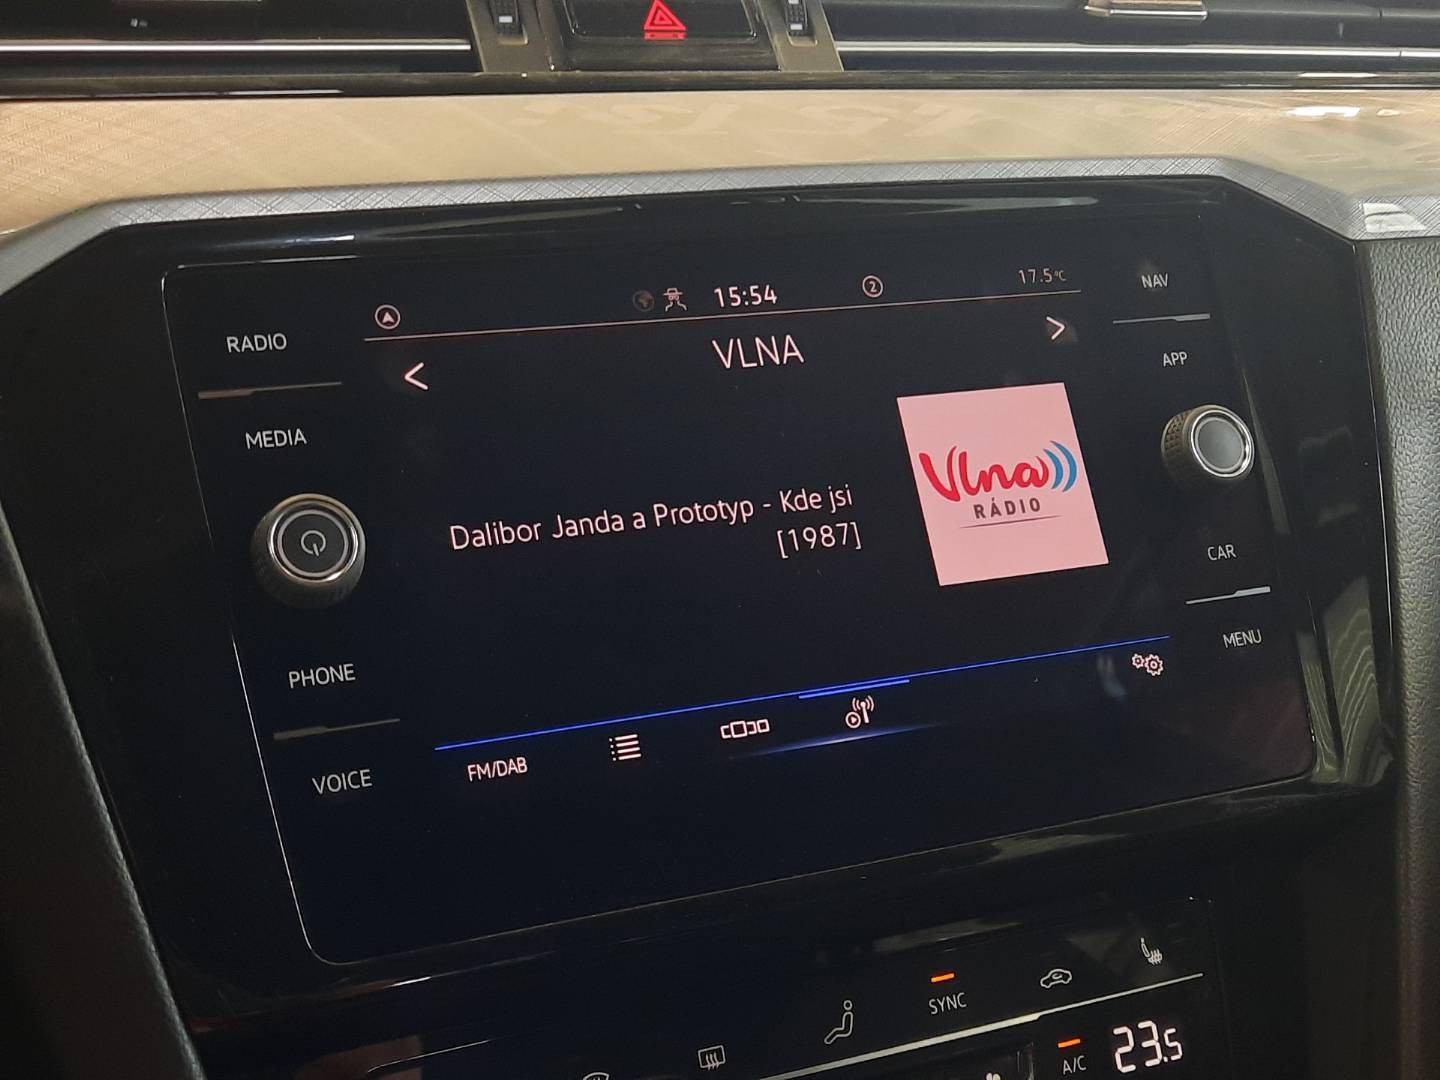 15:54
2
17.5°C
NAV
RADIO
VLNA
APP
MEDIA
Vlna
RÁDIO
Dalibor Janda a Prototyp - Kde jsi
[1987]
CAR
MENU
PHONE
FM/DAB
VOICE
SYNC
A/C
23.5